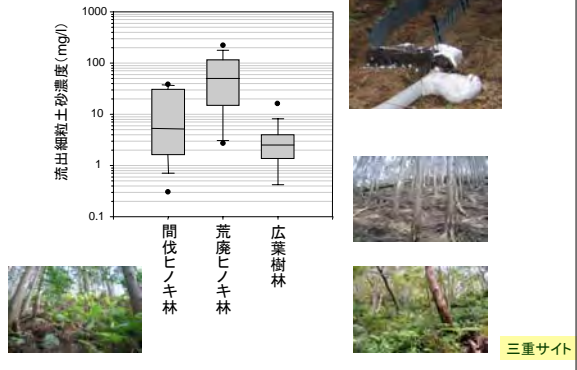 流出細粒土砂濃度(mg/l)
1000
100
10
1
0.1
間伐ヒノキ林
荒廃ヒノキ林
広葉樹林
三重サイト